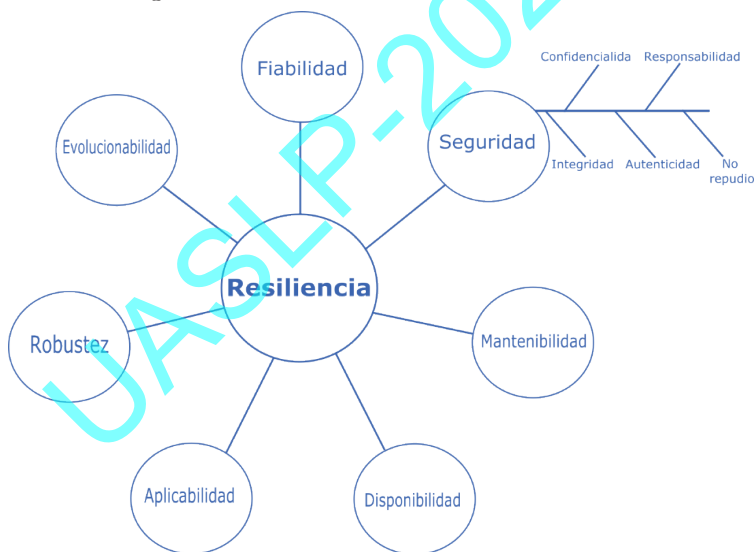 Fiabilidad
Confidencialida
Responsabilidad
Evolucionabilidad
Seguridad
Integridad
Autenticidad
No
repudio
Resiliencia
Robustez
Mantenibilidad
Aplicabilidad
Disponibilidad
UASLP-202